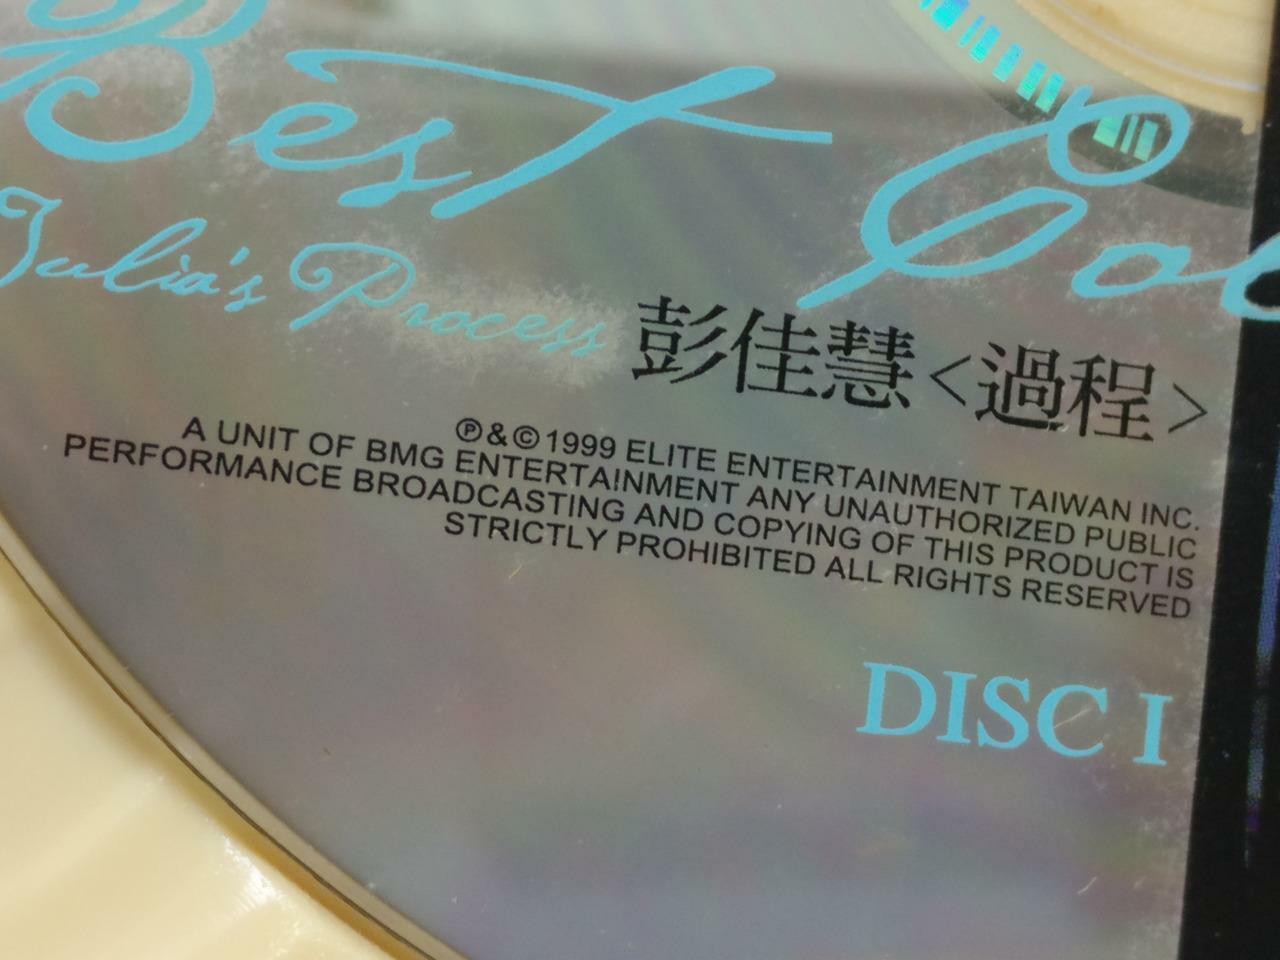 Best Col
Julia's Process
彭佳慧<過程>
℗&©1999 ELITE ENTERTAINMENT TAIWAN INC.
A UNIT OF BMG ENTERTAINMENT ANY UNAUTHORIZED PUBLIC
PERFORMANCE BROADCASTING AND COPYING OF THIS PRODUCT IS
STRICTLY PROHIBITED ALL RIGHTS RESERVED
DISC I